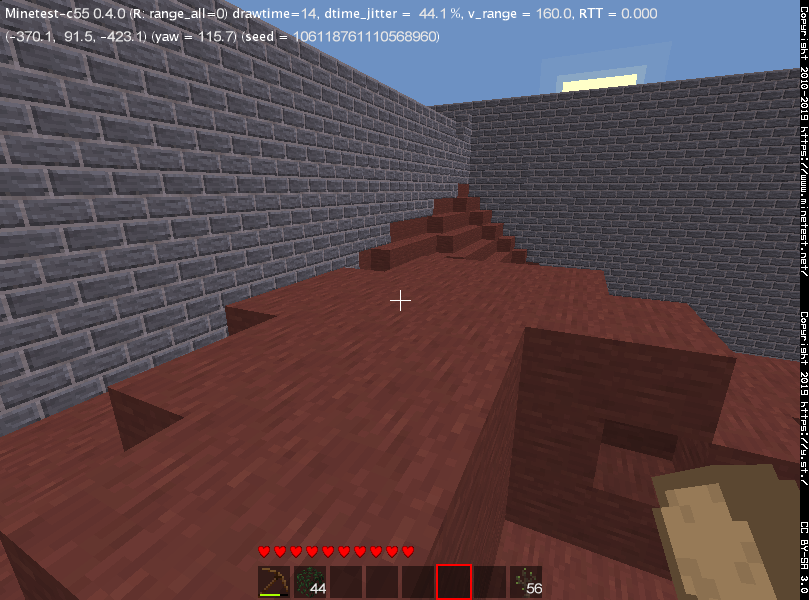 Minetest-c55 0.4.0 (R: range_all=0) drawtime=14, dtime_jitter = 44.1 %, v_range = 160.0, RTT = 0.000
(-370.1, 91.5, -423.1) (yaw = 115.7) (seed = 106118761110568960)
44
56
Copyright 2010-2019 https://www.minetest.net/
Copyright 2019 https://y.st./
CC BY-SA 3.0